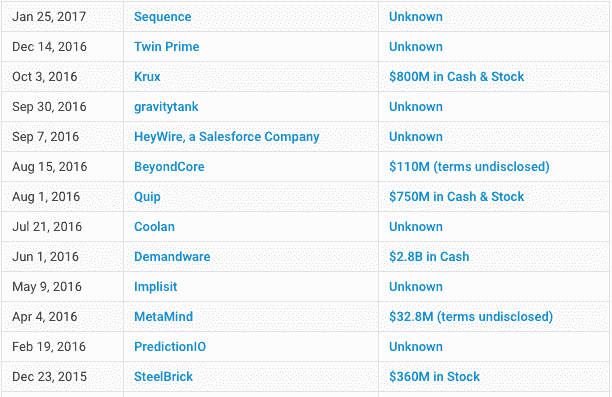 Jan 25, 2017 Sequence Unknown
Dec 14, 2016 Twin Prime Unknown
Oct 3, 2016 Krux $800M in Cash & Stock
Sep 30, 2016 gravitytank Unknown
Sep 7, 2016 HeyWire, a Salesforce Company Unknown
Aug 15, 2016 BeyondCore $110M (terms undisclosed)
Aug 1, 2016 Quip $750M in Cash & Stock
Jul 21, 2016 Coolan Unknown
Jun 1, 2016 Demandware $2.8B in Cash
May 9, 2016 Implisit Unknown
Apr 4, 2016 MetaMind $32.8M (terms undisclosed)
Feb 19, 2016 PredictionIO Unknown
Dec 23, 2015 SteelBrick $360M in Stock